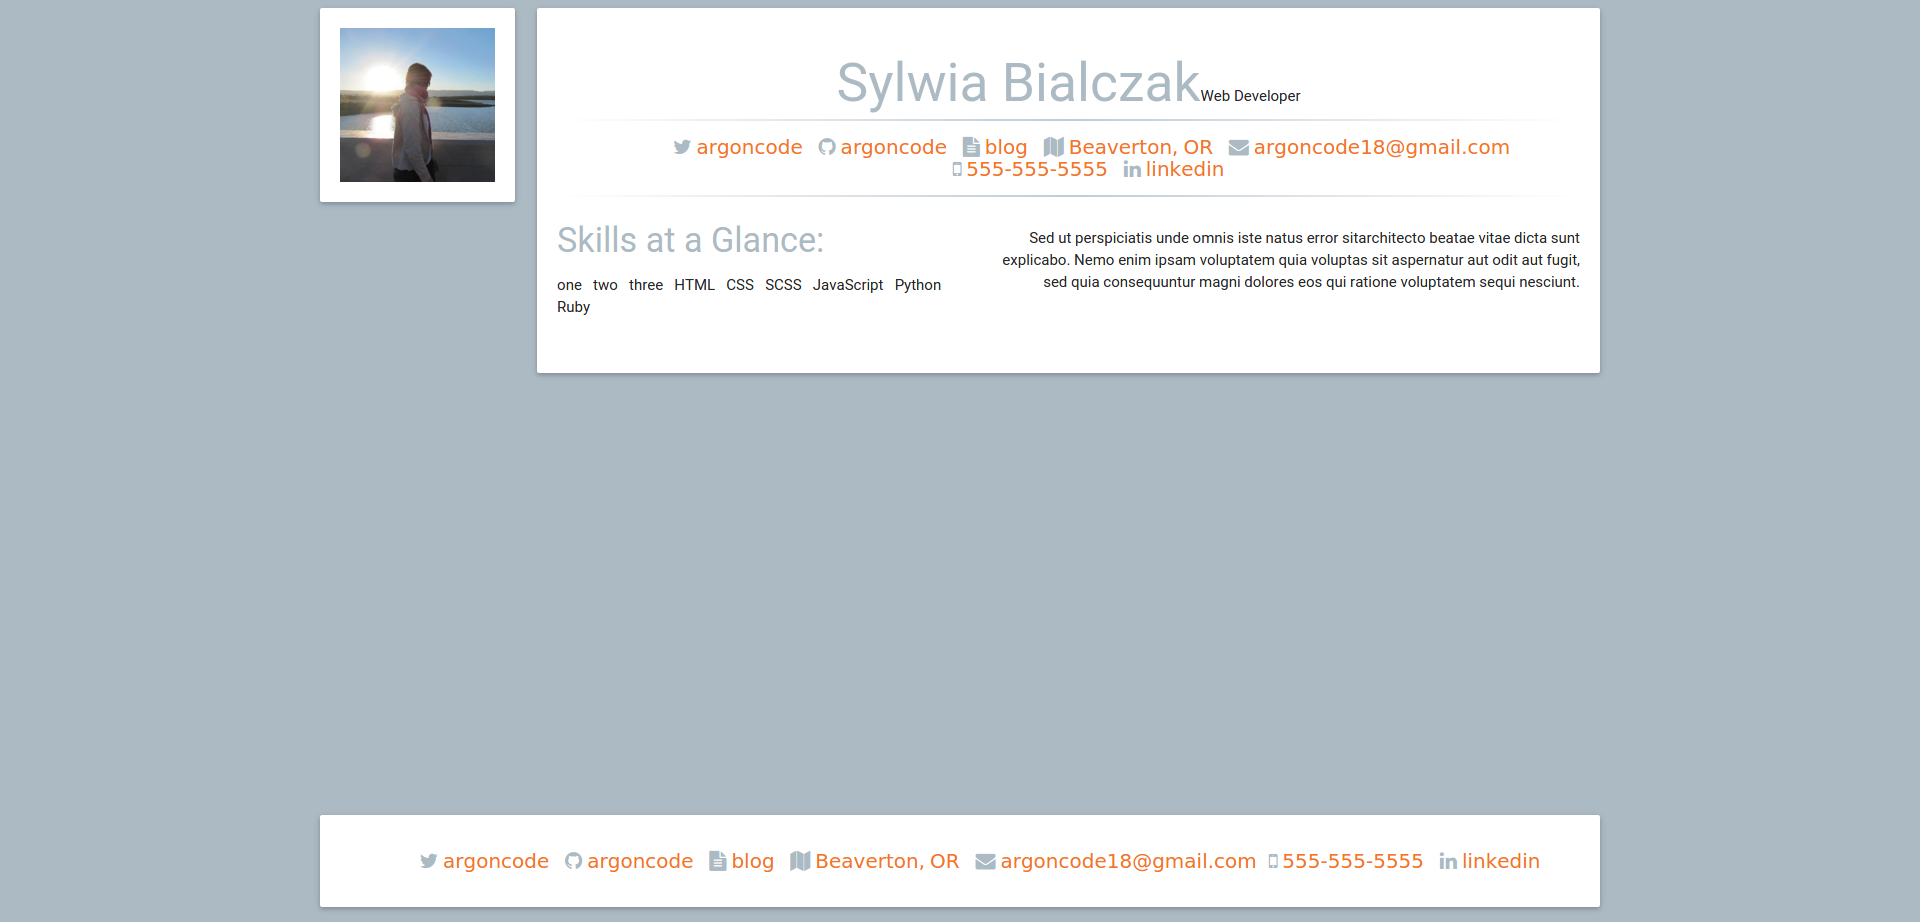 Sylwia Bialczak Web Developer
argoncode argoncode blog Beaverton, OR argoncode18@gmail.com
555-555-5555 linkedin
Skills at a Glance:
one two three HTML CSS SCSS JavaScript Python
Ruby
Sed ut perspiciatis unde omnis iste natus error sitarchitecto beatae vitae dicta sunt
explicabo. Nemo enim ipsam voluptatem quia voluptas sit aspernatur aut odit aut fugit,
sed quia consequuntur magni dolores eos qui ratione voluptatem sequi nesciunt.
argoncode argoncode blog Beaverton, OR argoncode18@gmail.com 555-555-5555 linkedin